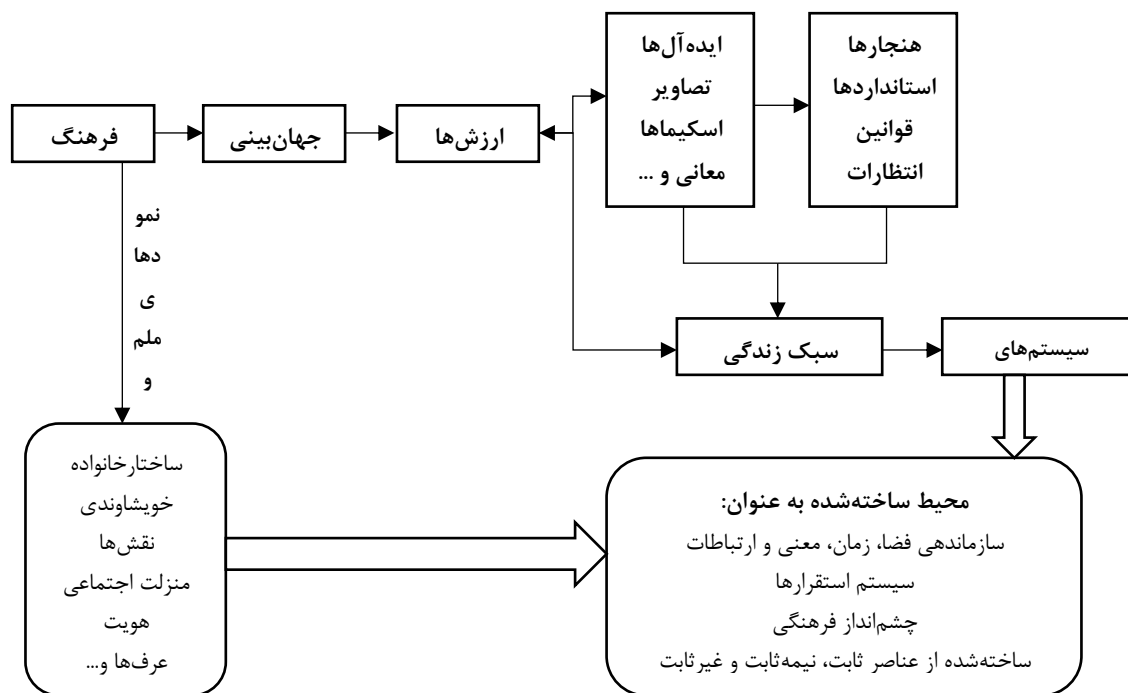 فرهنگ
جهان‌بینی
ارزش‌ها
ایده‌آل‌ها
تصاویر
اسکیماها
معانی و ...
هنجارها
استانداردها
قوانین
انتظارات
نمو
دها
ی
ملم
و
سبک زندگی
سیستم‌های
ساختارخانواده
خویشاوندی
نقش‌ها
منزلت اجتماعی
هویت
عرف‌ها و...
محیط ساخته‌شده به عنوان:
سازماندهی فضا، زمان، معنی و ارتباطات
سیستم استقرارها
چشم‌انداز فرهنگی
ساخته‌شده از عناصر ثابت، نیمه‌ثابت و غیرثابت